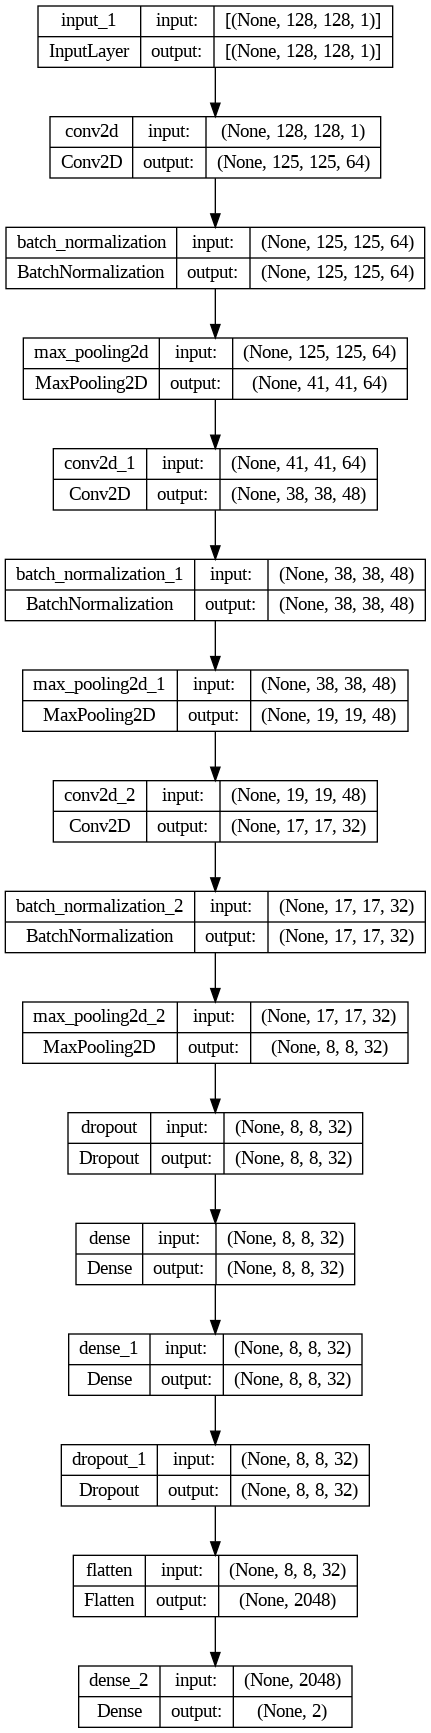 input_1 input: [(None, 128, 128, 1)]
InputLayer output: [(None, 128, 128, 1)]
conv2d input: (None, 128, 128, 1)
Conv2D output: (None, 125, 125, 64)
batch_normalization input: (None, 125, 125, 64)
BatchNormalization output: (None, 125, 125, 64)
max_pooling2d input: (None, 125, 125, 64)
MaxPooling2D output: (None, 41, 41, 64)
conv2d_1 input: (None, 41, 41, 64)
Conv2D output: (None, 38, 38, 48)
batch_normalization_1 input: (None, 38, 38, 48)
BatchNormalization output: (None, 38, 38, 48)
max_pooling2d_1 input: (None, 38, 38, 48)
MaxPooling2D output: (None, 19, 19, 48)
conv2d_2 input: (None, 19, 19, 48)
Conv2D output: (None, 17, 17, 32)
batch_normalization_2 input: (None, 17, 17, 32)
BatchNormalization output: (None, 17, 17, 32)
max_pooling2d_2 input: (None, 17, 17, 32)
MaxPooling2D output: (None, 8, 8, 32)
dropout input: (None, 8, 8, 32)
Dropout output: (None, 8, 8, 32)
dense input: (None, 8, 8, 32)
Dense output: (None, 8, 8, 32)
dense_1 input: (None, 8, 8, 32)
Dense output: (None, 8, 8, 32)
dropout_1 input: (None, 8, 8, 32)
Dropout output: (None, 8, 8, 32)
flatten input: (None, 8, 8, 32)
Flatten output: (None, 2048)
dense_2 input: (None, 2048)
Dense output: (None, 2)